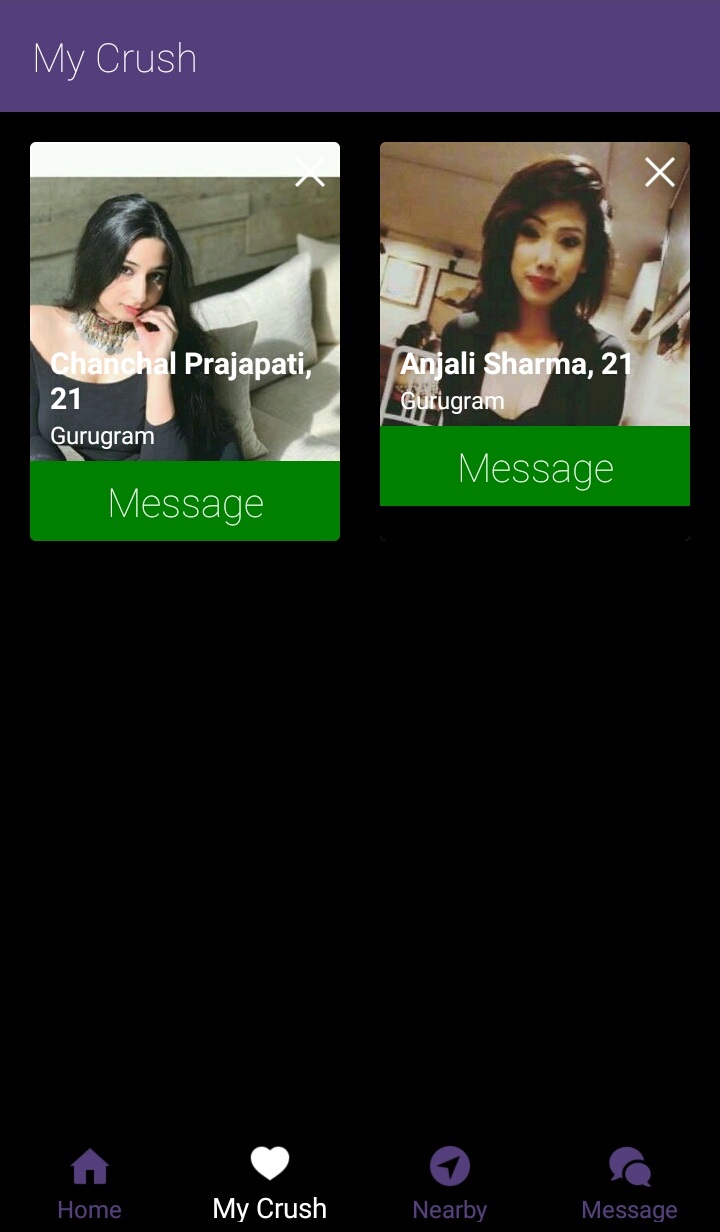 My Crush
Chanchal Prajapati,
21
Gurugram
Message
Anjali Sharma, 21
Gurugram
Message
Home
My Crush
Nearby
Message